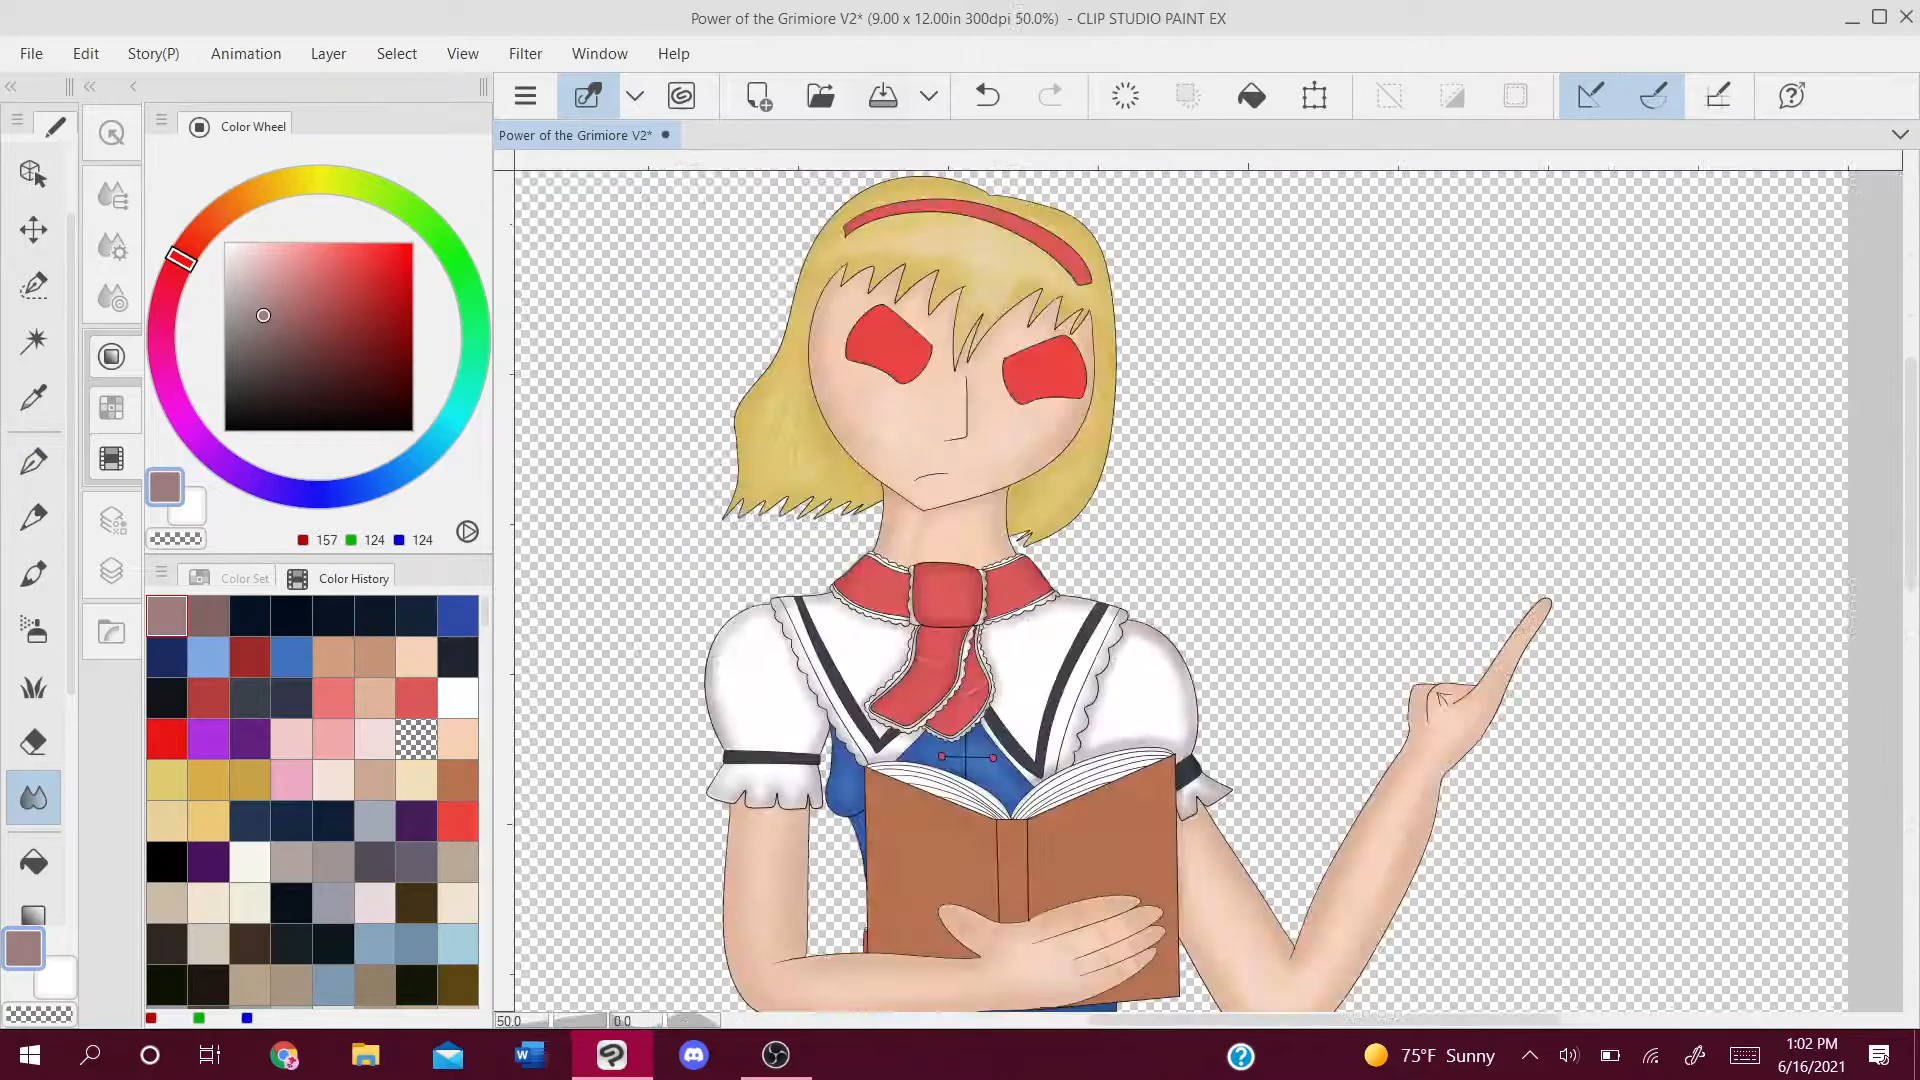 Power of the Grimiore V2* (9.00 x 12.00in 300dpi 50.0%) - CLIP STUDIO PAINT EX
File Edit Story(P) Animation Layer Select View Filter Window Help
Color Wheel
Power of the Grimiore V2*
157 124 124
Color Set Color History
50.0 0.0
75°F Sunny
1:02 PM
6/16/2021